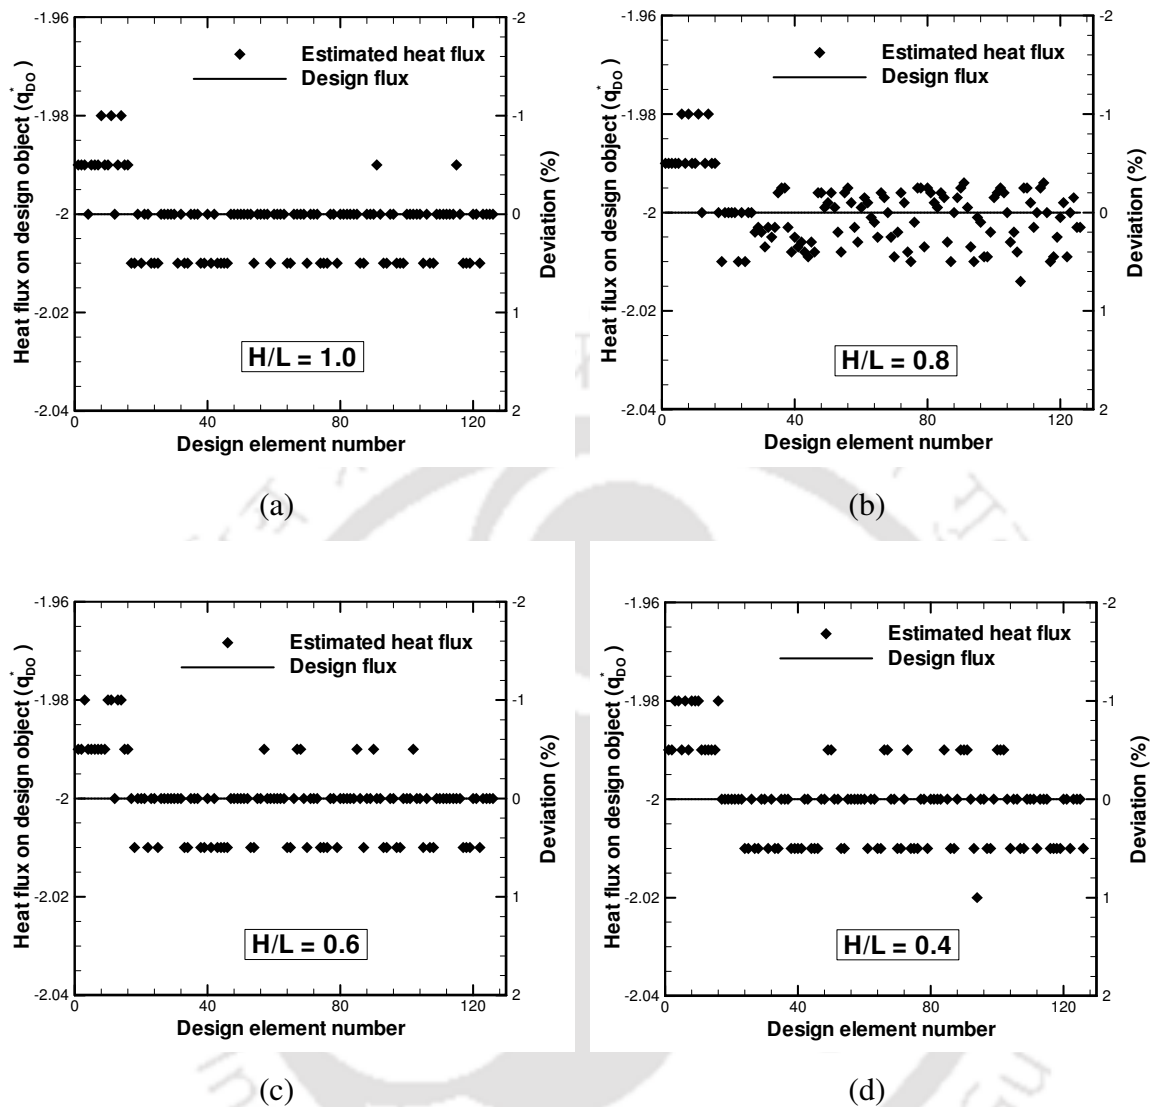 -1.96
-2
Estimated heat flux
Design flux
-1.98
-1
Heat flux on design object (q*DO)
-2
0
Deviation (%)
-2.02
1
H/L = 1.0
-2.04
2
0
40
80
120
Design element number
(a)
-1.96
-2
Estimated heat flux
Design flux
-1.98
-1
Heat flux on design object (q*DO)
-2
0
Deviation (%)
-2.02
1
H/L = 0.8
-2.04
2
0
40
80
120
Design element number
(b)
-1.96
-2
Estimated heat flux
Design flux
-1.98
-1
Heat flux on design object (q*DO)
-2
0
Deviation (%)
-2.02
1
H/L = 0.6
-2.04
2
0
40
80
120
Design element number
(c)
-1.96
-2
Estimated heat flux
Design flux
-1.98
-1
Heat flux on design object (q*DO)
-2
0
Deviation (%)
-2.02
1
H/L = 0.4
-2.04
2
0
40
80
120
Design element number
(d)